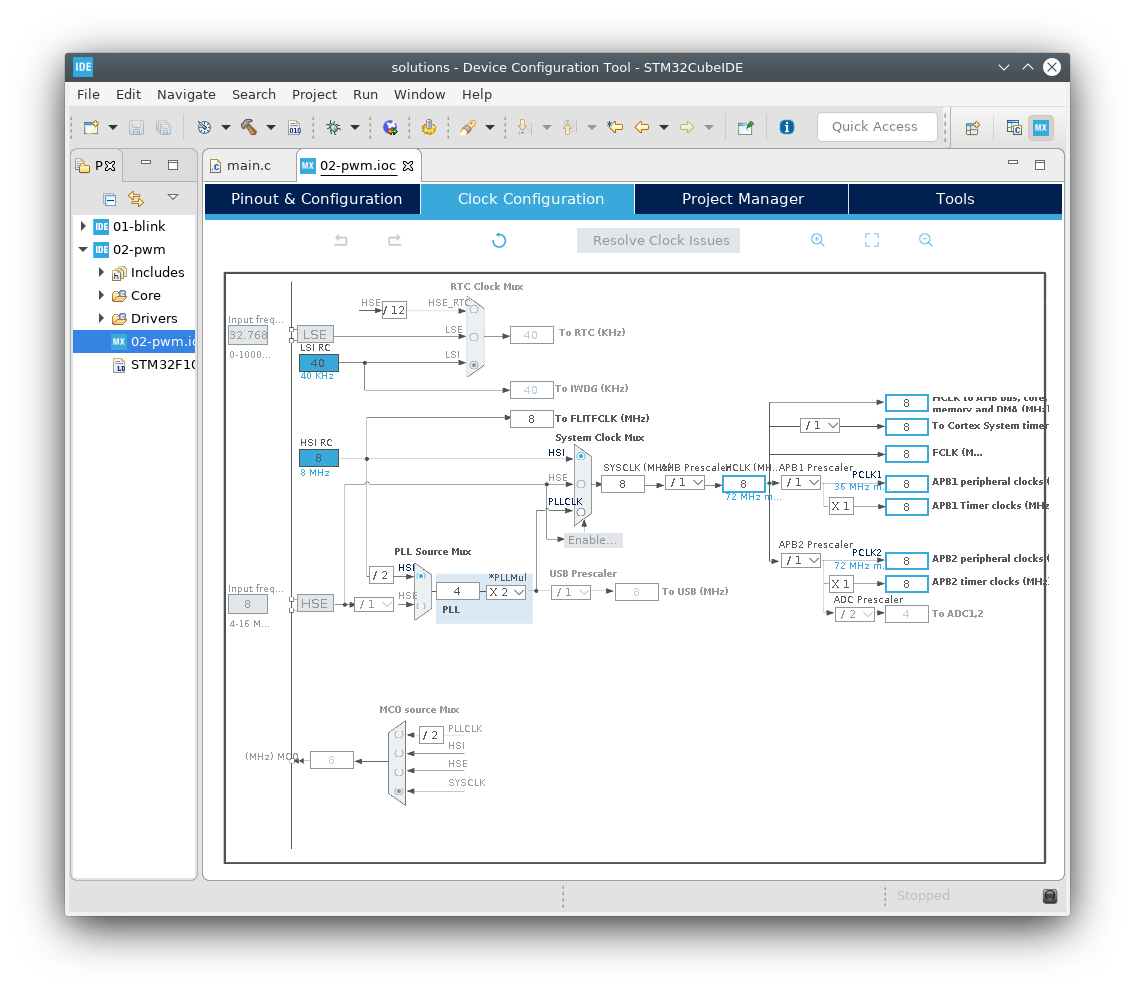 IDE
solutions - Device Configuration Tool - STM32CubeIDE
File Edit Navigate Search Project Run Window Help
010
Quick Access
MX
P
main.c
MX 02-pwm.ioc
Pinout & Configuration
Clock Configuration
Project Manager
Tools
IDE 01-blink
IDE 02-pwm
Includes
Core
Drivers
MX 02-pwm.io
STM32F10
Resolve Clock Issues
RTC Clock Mux
HSE
/ 12
HSE_RTC
Input freq...
32.768
0-1000...
LSE
LSE
40
To RTC (KHz)
LSI RC
40
40 KHz
LSI
40
To IWDG (KHz)
8
To FLITFCLK (MHz)
System Clock Mux
HSI RC
8
8 MHz
HSI
HSE
PLLCLK
Enable...
SYSCLK (MHz)
8
AHB Prescaler
/ 1
HCLK (MH...
8
72 MHz m...
8
HCLK to AHB bus, core,
memory and DMA (MHz)
/ 1
8
To Cortex System timer
8
FCLK (M...
APB1 Prescaler
/ 1
PCLK1
36 MHz m...
8
APB1 peripheral clocks (
X 1
8
APB1 Timer clocks (MHz
APB2 Prescaler
/ 1
PCLK2
72 MHz m...
8
APB2 peripheral clocks (
X 1
8
APB2 timer clocks (MHz
ADC Prescaler
/ 2
4
To ADC1,2
PLL Source Mux
/ 2
HSI
Input freq...
8
4-16 M...
HSE
/ 1
HSE
4
*PLLMul
X 2
PLL
USB Prescaler
/ 1
8
To USB (MHz)
MCO source Mux
/ 2
PLLCLK
HSI
HSE
SYSCLK
(MHz) MCO
8
Stopped